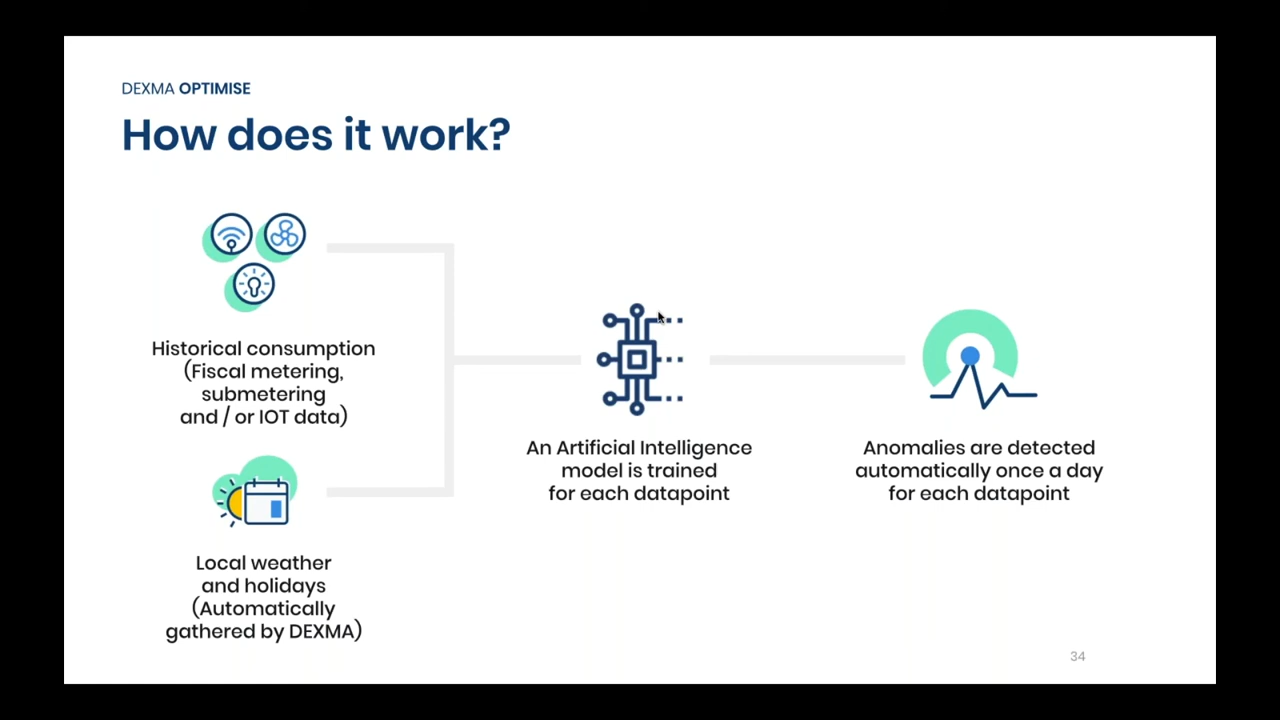 DEXMA OPTIMISE
How does it work?
Historical consumption
(Fiscal metering,
submetering
and / or IOT data)
Local weather
and holidays
(Automatically
gathered by DEXMA)
An Artificial Intelligence
model is trained
for each datapoint
Anomalies are detected
automatically once a day
for each datapoint
34